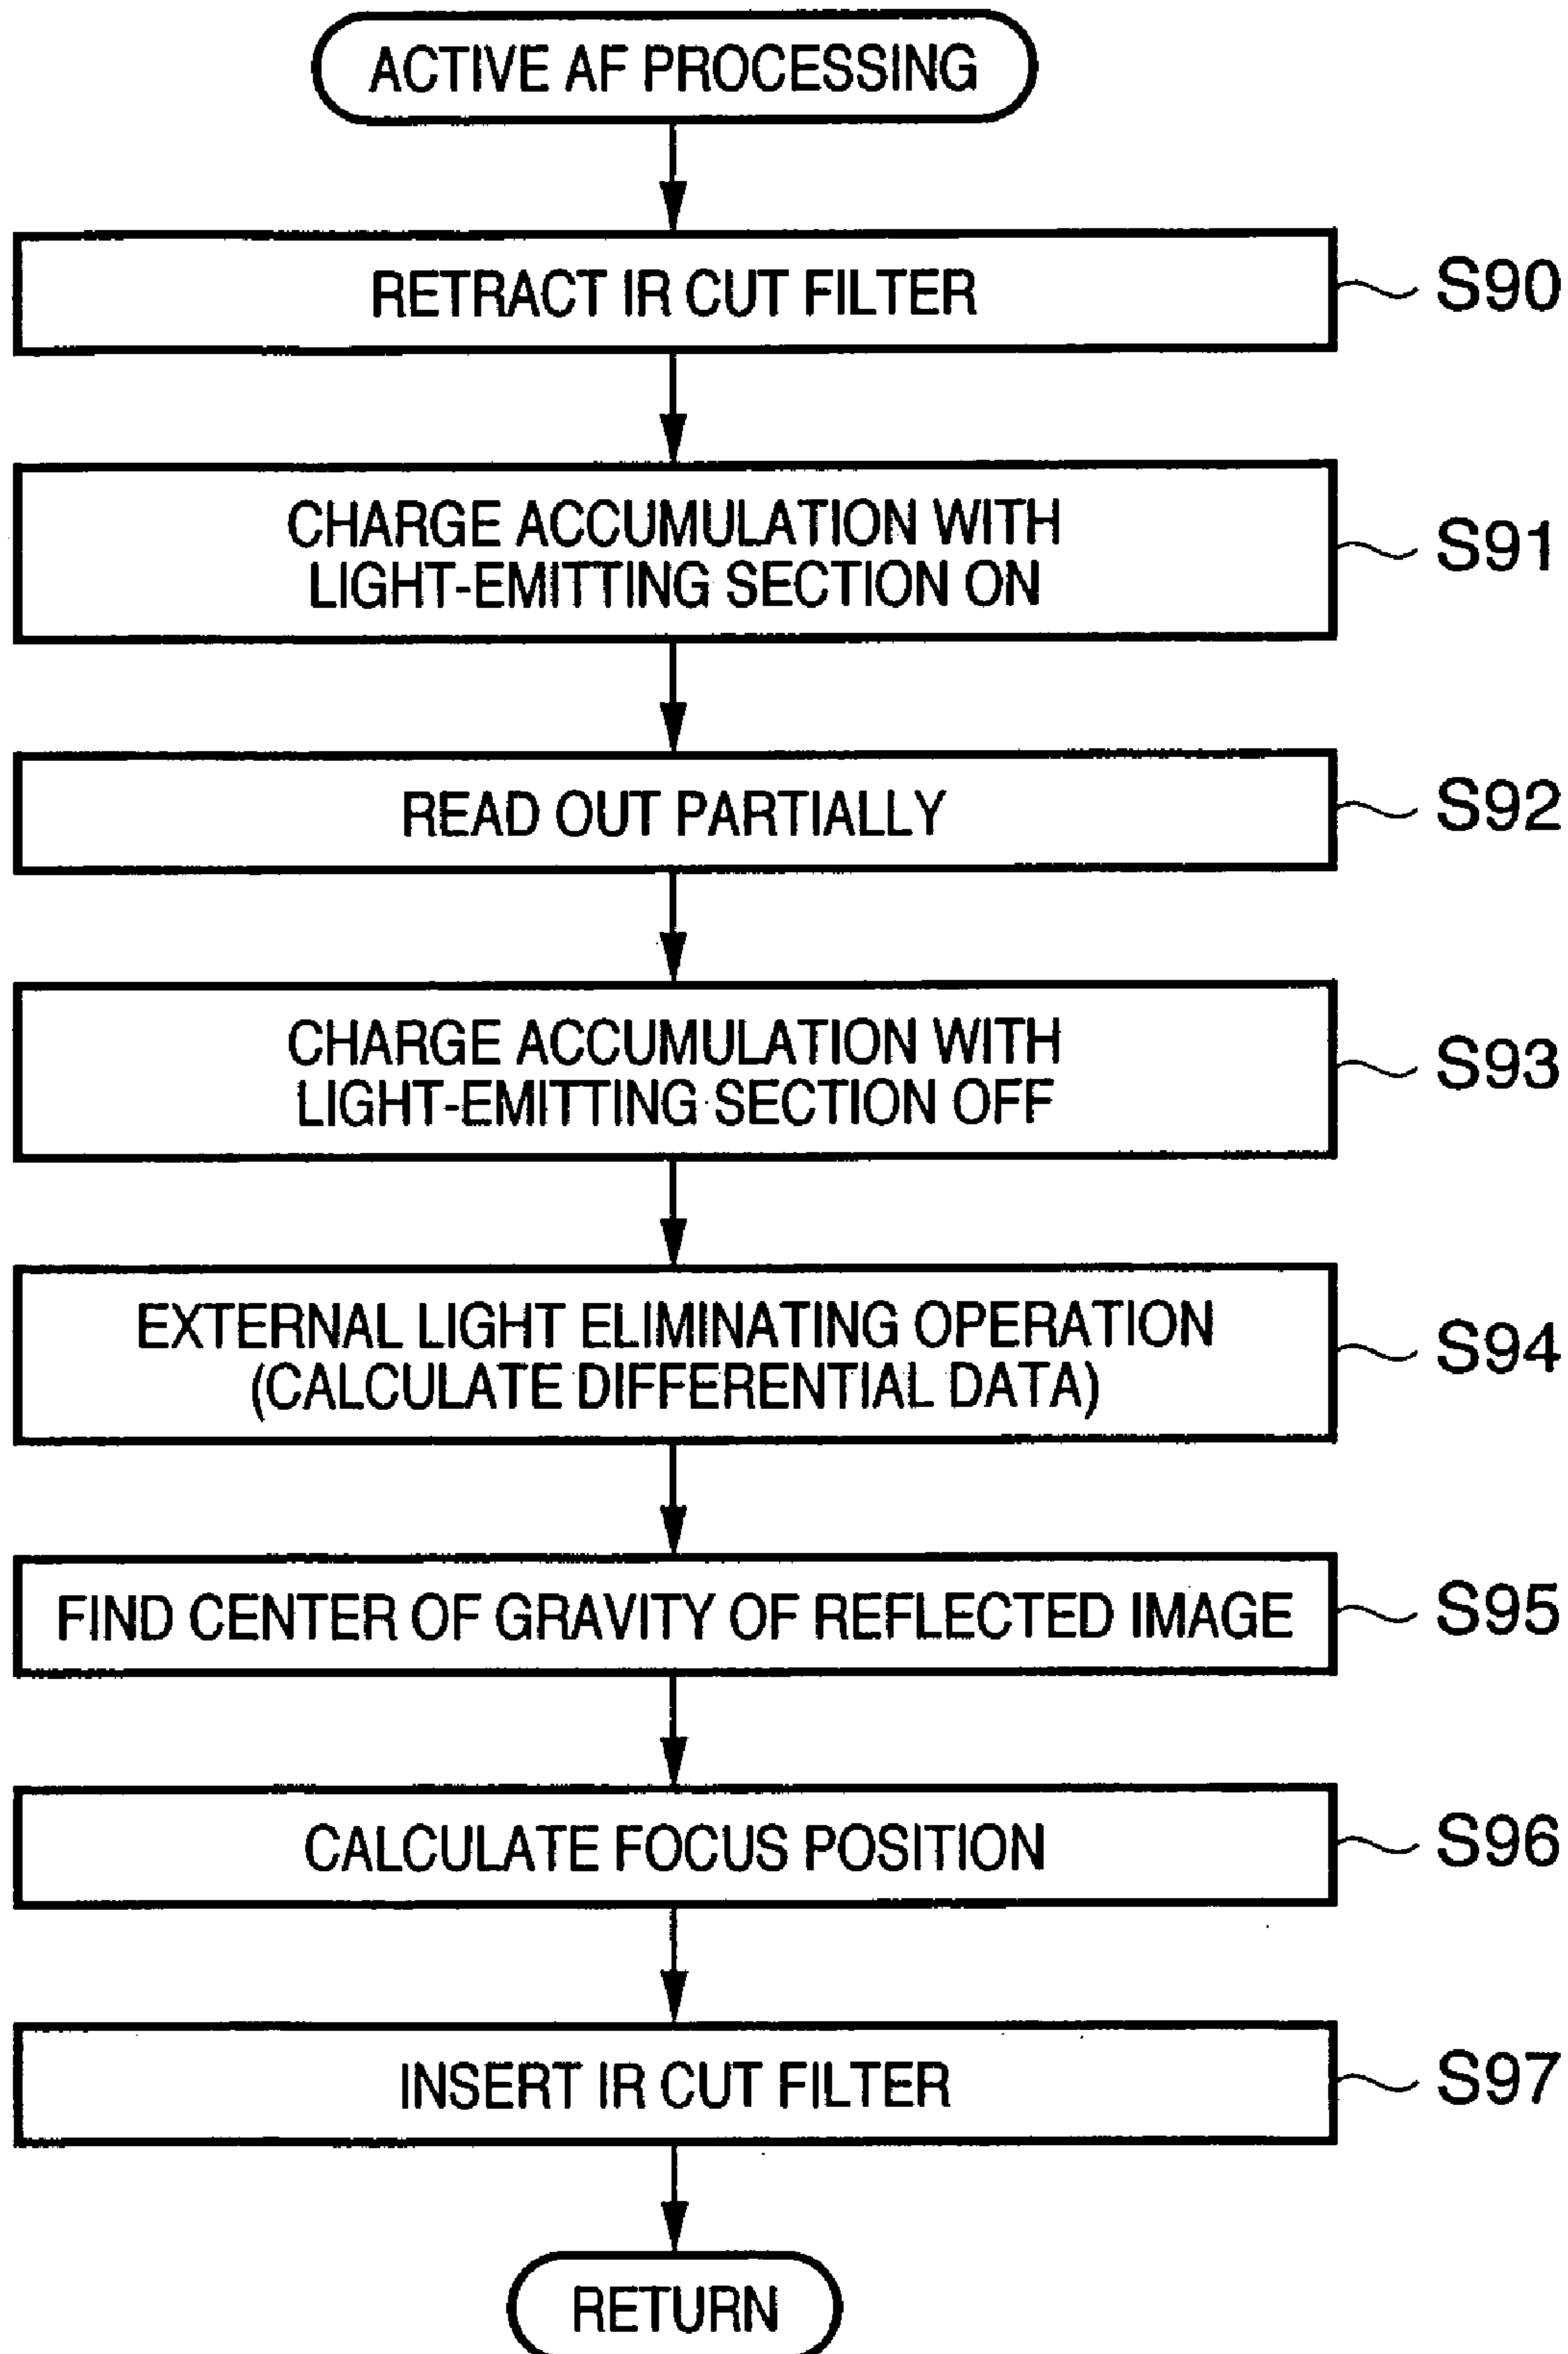 ACTIVE AF PROCESSING
RETRACT IR CUT FILTER
S90
CHARGE ACCUMULATION WITH
LIGHT-EMITTING SECTION ON
S91
READ OUT PARTIALLY
S92
CHARGE ACCUMULATION WITH
LIGHT-EMITTING SECTION OFF
S93
EXTERNAL LIGHT ELIMINATING OPERATION
(CALCULATE DIFFERENTIAL DATA)
S94
FIND CENTER OF GRAVITY OF REFLECTED IMAGE
S95
CALCULATE FOCUS POSITION
S96
INSERT IR CUT FILTER
S97
RETURN